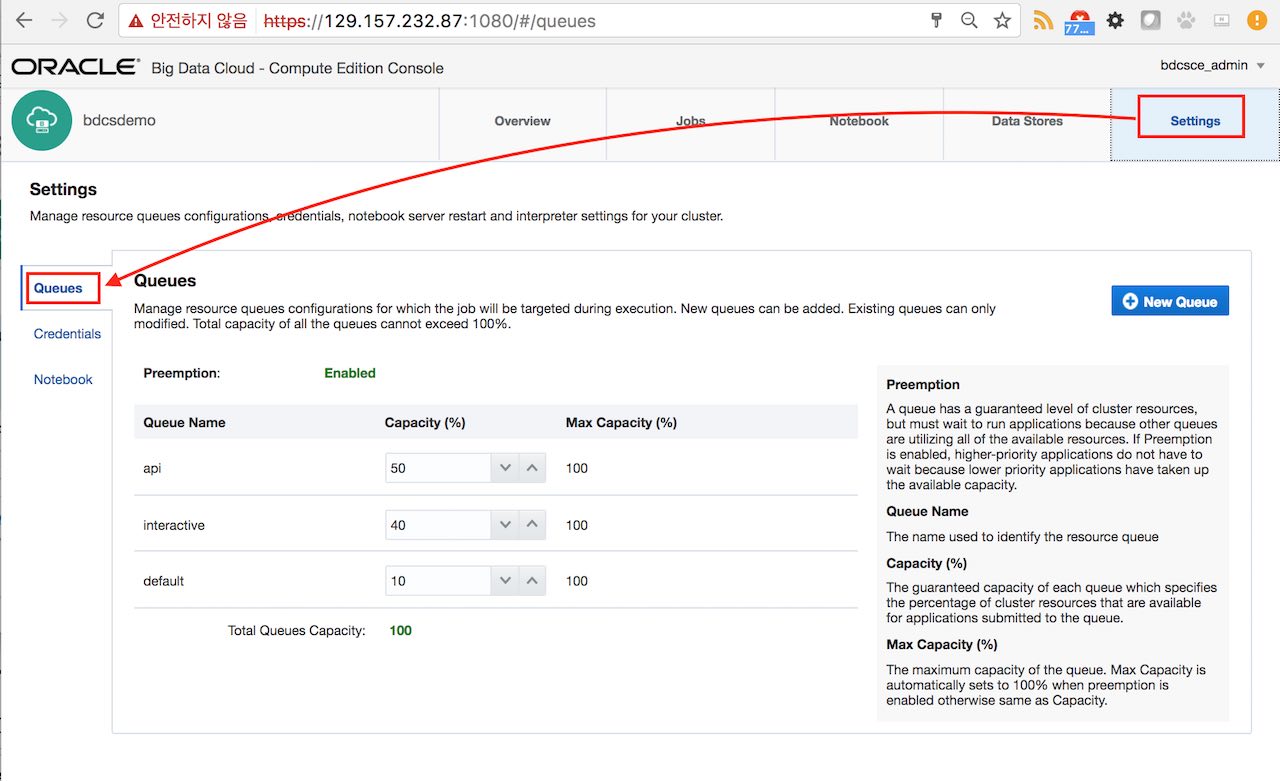 안전하지 않음 https://129.157.232.87:1080/#/queues
77...
ORACLE Big Data Cloud - Compute Edition Console
bdcsce_admin
bdcsdemo
Overview
Jobs
Notebook
Data Stores
Settings
Settings
Manage resource queues configurations, credentials, notebook server restart and interpreter settings for your cluster.
Queues
Credentials
Notebook
Queues
Manage resource queues configurations for which the job will be targeted during execution. New queues can be added. Existing queues can only
modified. Total capacity of all the queues cannot exceed 100%.
New Queue
Preemption: Enabled
Queue Name Capacity (%) Max Capacity (%)
api 50 100
interactive 40 100
default 10 100
Total Queues Capacity: 100
Preemption
A queue has a guaranteed level of cluster resources,
but must wait to run applications because other queues
are utilizing all of the available resources. If Preemption
is enabled, higher-priority applications do not have to
wait because lower priority applications have taken up
the available capacity.
Queue Name
The name used to identify the resource queue
Capacity (%)
The guaranteed capacity of each queue which specifies
the percentage of cluster resources that are available
for applications submitted to the queue.
Max Capacity (%)
The maximum capacity of the queue. Max Capacity is
automatically sets to 100% when preemption is
enabled otherwise same as Capacity.